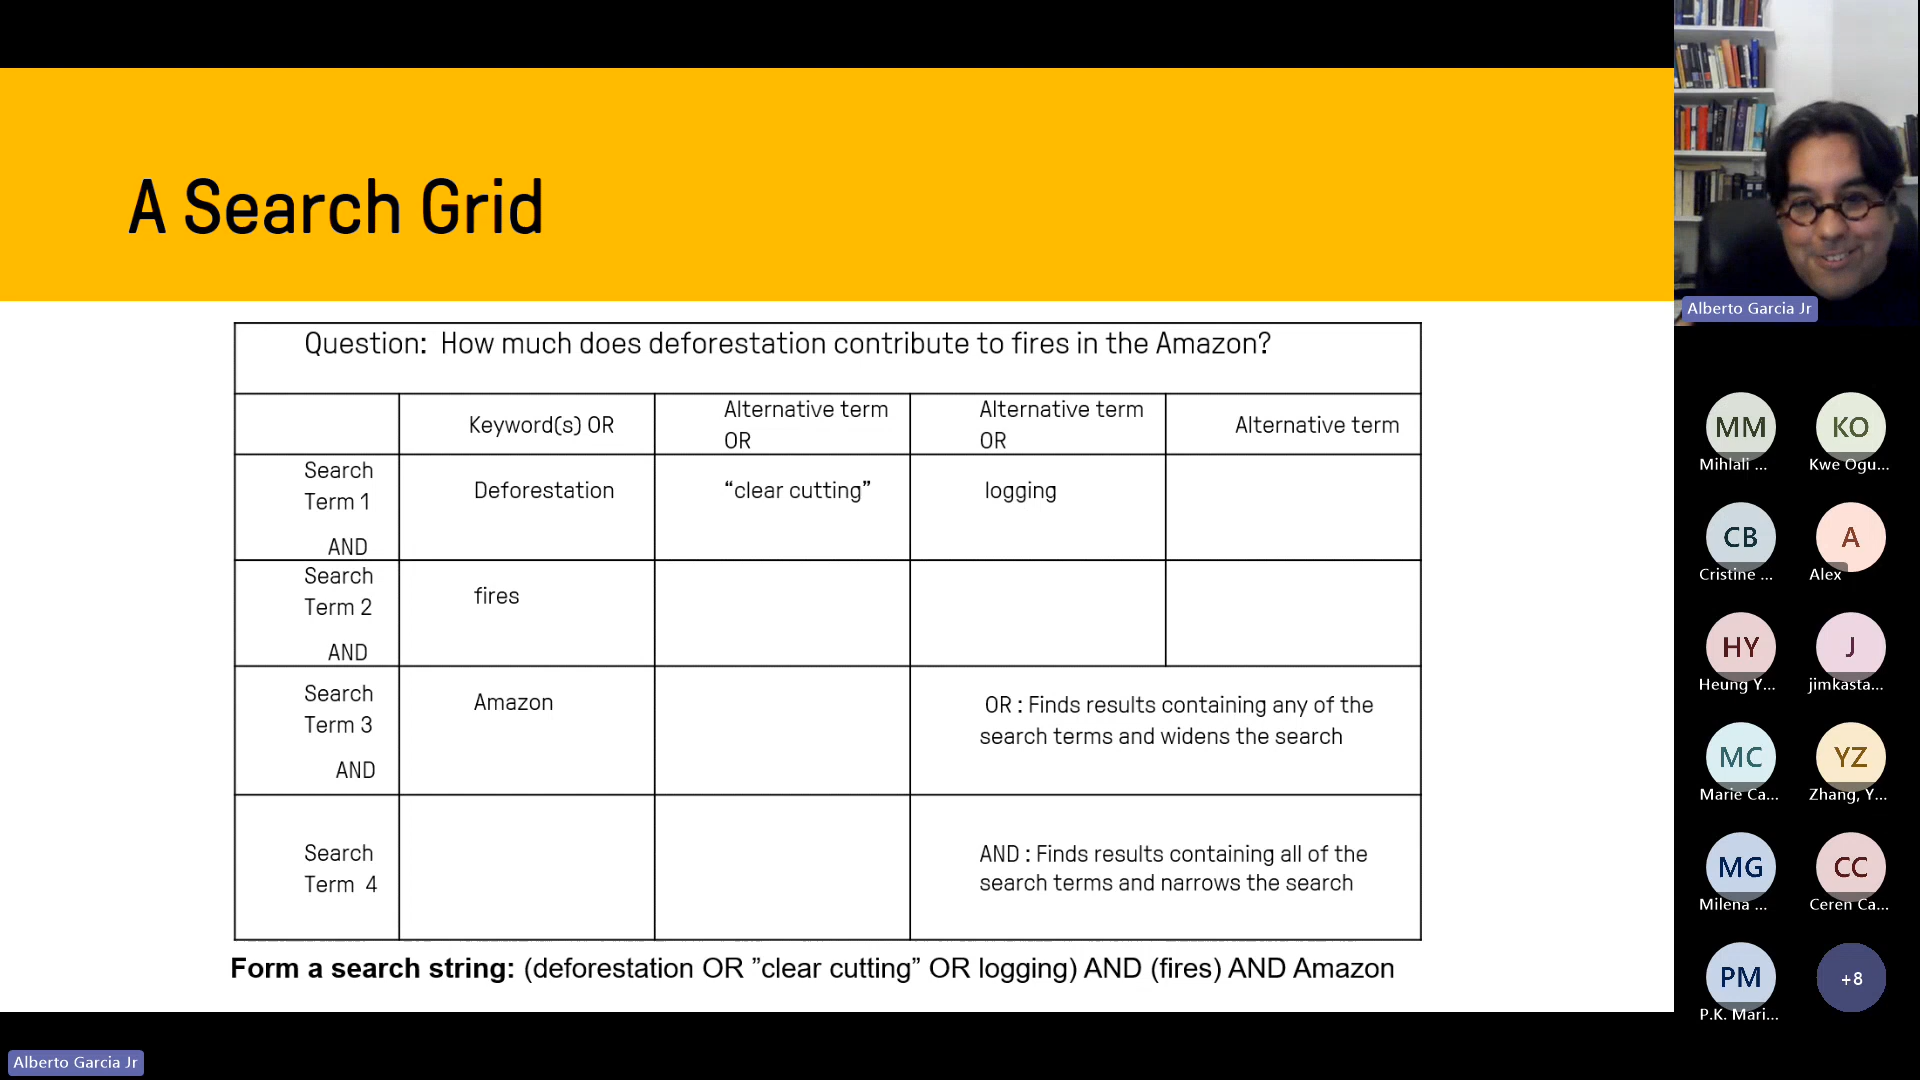 A Search Grid
Question: How much does deforestation contribute to fires in the Amazon?
Keyword(s) OR
Alternative term
OR
Alternative term
OR
Alternative term
Search
Term 1
AND
Deforestation
“clear cutting”
logging
Search
Term 2
AND
fires
Search
Term 3
AND
Amazon
OR : Finds results containing any of the
search terms and widens the search
Search
Term 4
AND : Finds results containing all of the
search terms and narrows the search
Form a search string: (deforestation OR ”clear cutting” OR logging) AND (fires) AND Amazon
Alberto Garcia Jr
MM
Mihlali ...
KO
Kwe Ogu...
CB
Cristine ...
A
Alex
HY
Heung Y...
J
jimkasta...
MC
Marie Ca...
YZ
Zhang, Y...
MG
Milena ...
CC
Ceren Ca...
PM
P.K. Mari...
+8
Alberto Garcia Jr